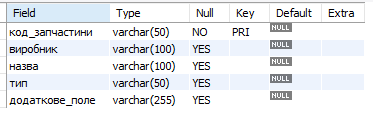 Field Type Null Key Default Extra
код_запчастини varchar(50) NO PRI NULL
виробник varchar(100) YES NULL
назва varchar(100) YES NULL
тип varchar(50) YES NULL
додаткове_поле varchar(255) YES NULL